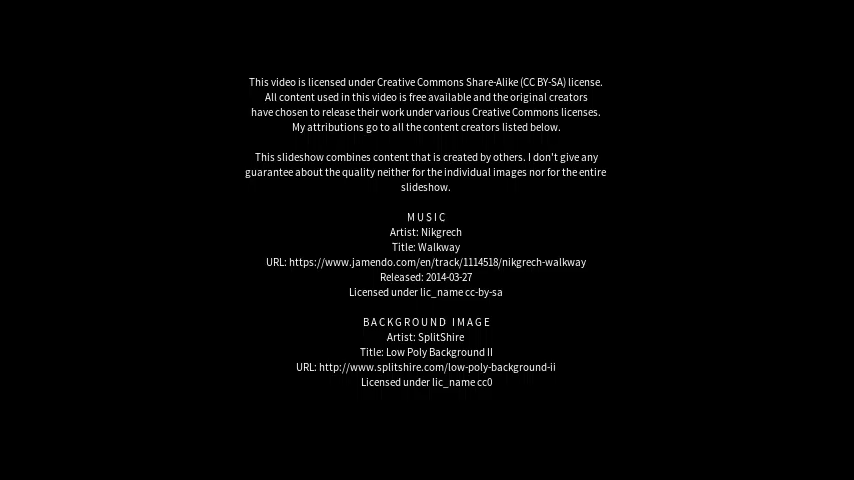 This video is licensed under Creative Commons Share-Alike (CC BY-SA) license.
All content used in this video is free available and the original creators
have chosen to release their work under various Creative Commons licenses.
My attributions go to all the content creators listed below.
This slideshow combines content that is created by others. I don't give any
guarantee about the quality neither for the individual images nor for the entire
slideshow.
MUSIC
Artist: Nikgrech
Title: Walkway
URL: https://www.jamendo.com/en/track/1114518/nikgrech-walkway
Released: 2014-03-27
Licensed under lic_name cc-by-sa
BACKGROUND IMAGE
Artist: SplitShire
Title: Low Poly Background II
URL: http://www.splitshire.com/low-poly-background-ii
Licensed under lic_name cc0